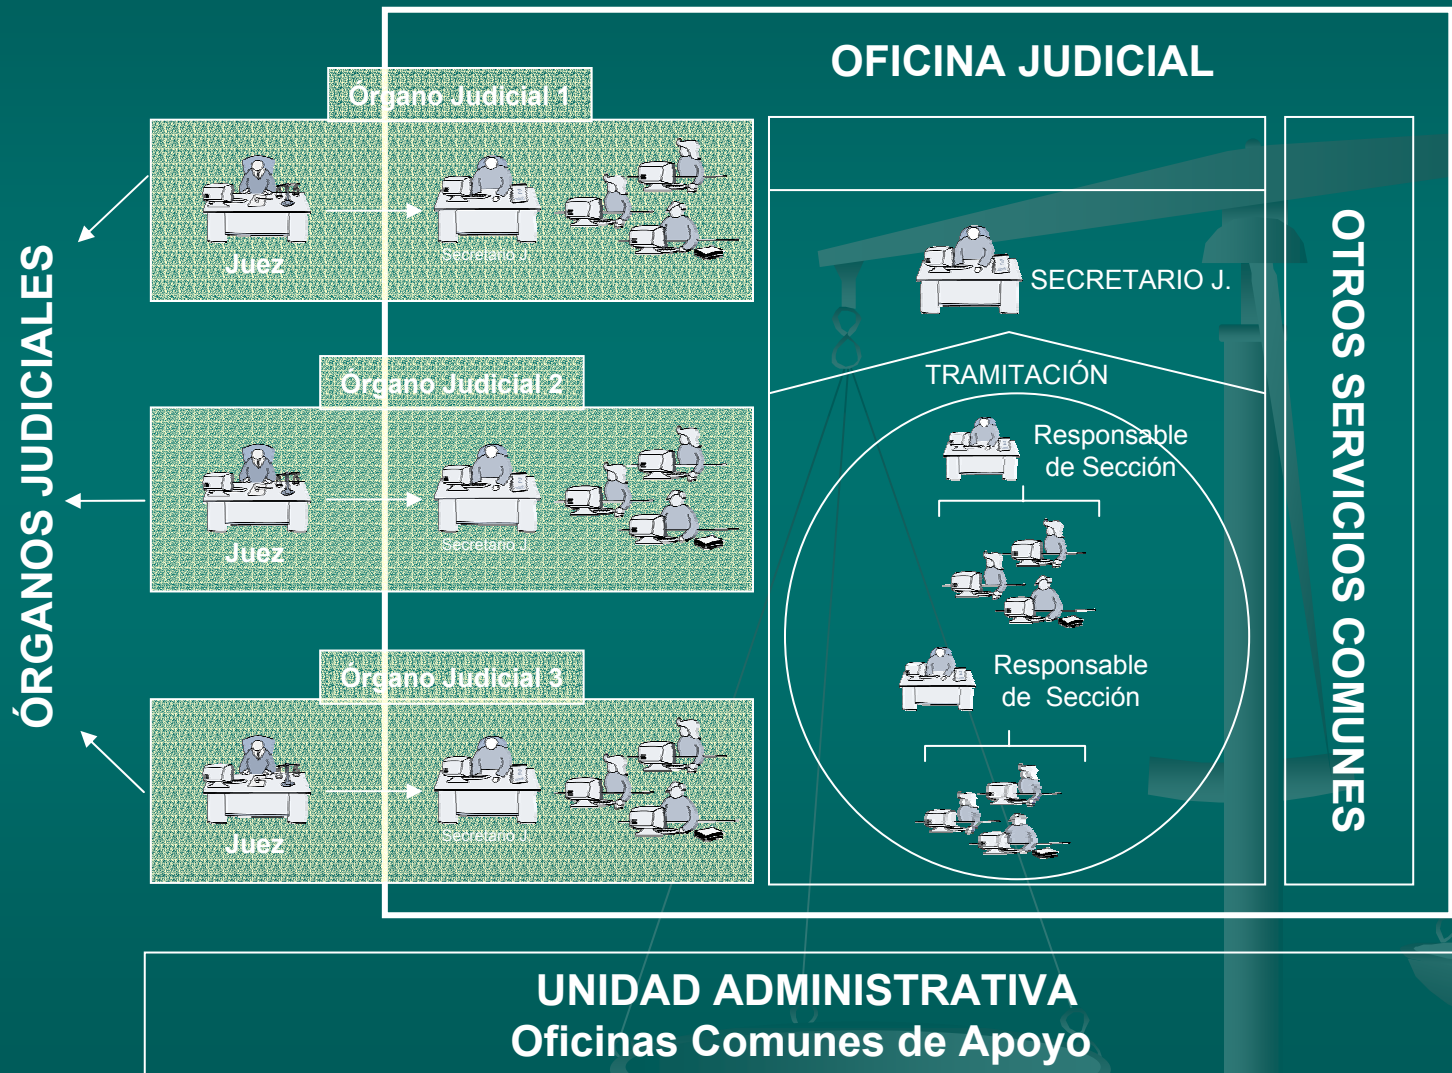 OFICINA JUDICIAL
ÓRGANOS JUDICIALES
Órgano Judicial 1
Juez
Secretario J.
Órgano Judicial 2
Juez
Secretario J.
Órgano Judicial 3
Juez
Secretario J.
SECRETARIO J.
TRAMITACIÓN
Responsable
de Sección
Responsable
de Sección
OTROS SERVICIOS COMUNES
UNIDAD ADMINISTRATIVA
Oficinas Comunes de Apoyo